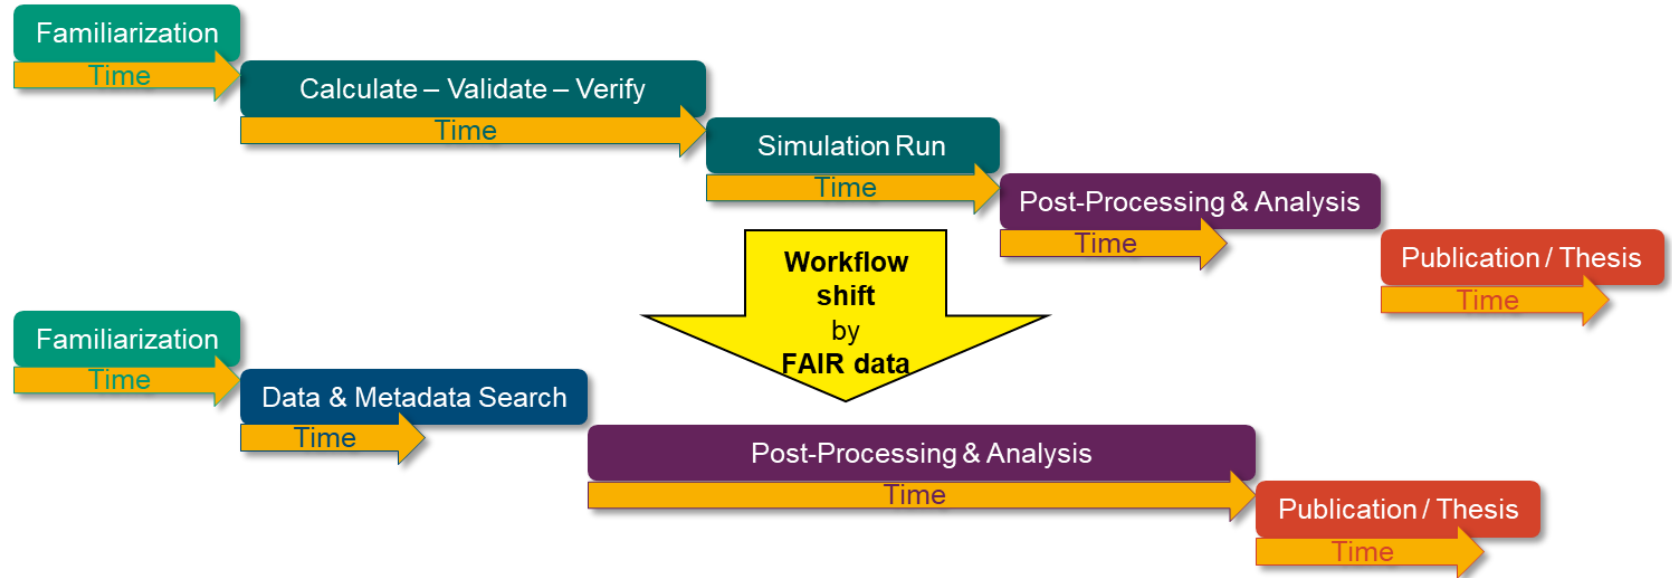 Familiarization
Time
Calculate – Validate – Verify
Time
Simulation Run
Time
Post-Processing & Analysis
Time
Publication / Thesis
Time
Workflow
shift
by
FAIR data
Familiarization
Time
Data & Metadata Search
Time
Post-Processing & Analysis
Time
Publication / Thesis
Time